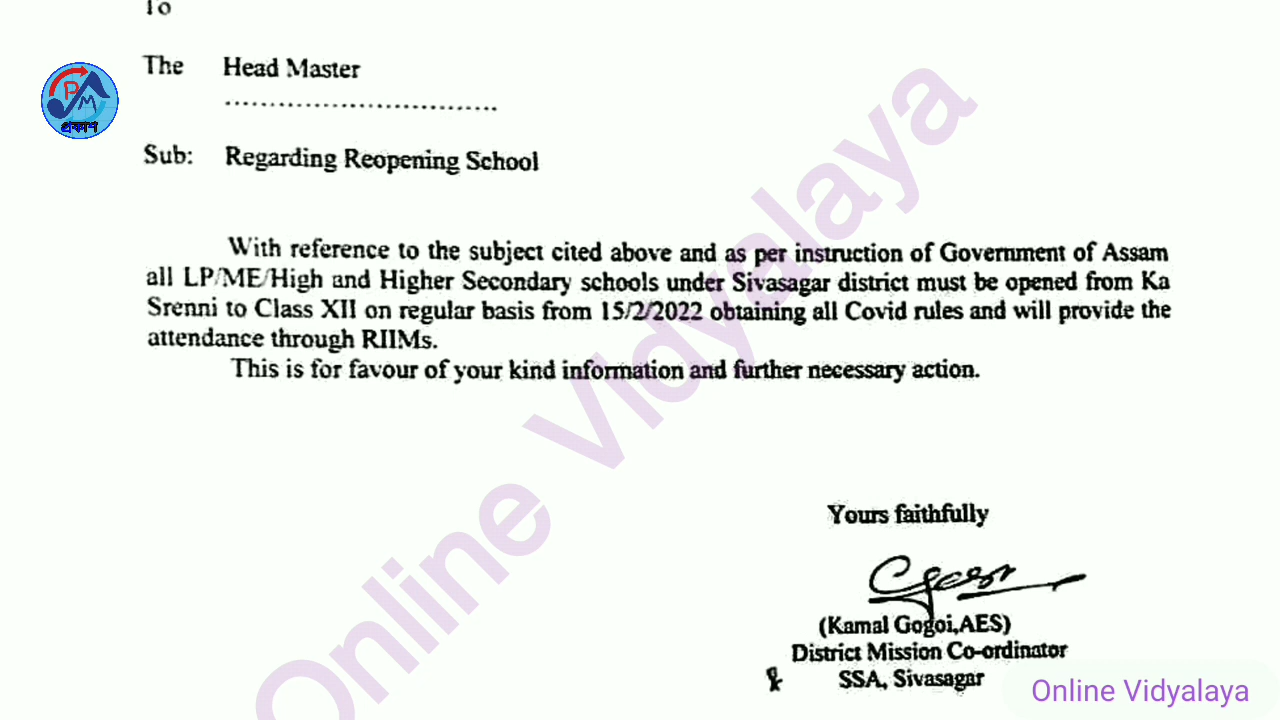 To
The Head Master
..............................
PM
প্রকাশ
Sub: Regarding Reopening School
With reference to the subject cited above and as per instruction of Government of Assam
all LP/ME/High and Higher Secondary schools under Sivasagar district must be opened from Ka
Srenni to Class XII on regular basis from 15/2/2022 obtaining all Covid rules and will provide the
attendance through RIIMs.
This is for favour of your kind information and further necessary action.
Online Vidyalaya
Yours faithfully
(Kamal Gogoi,AES)
District Mission Co-ordinator
SSA, Sivasagar
Online Vidyalaya